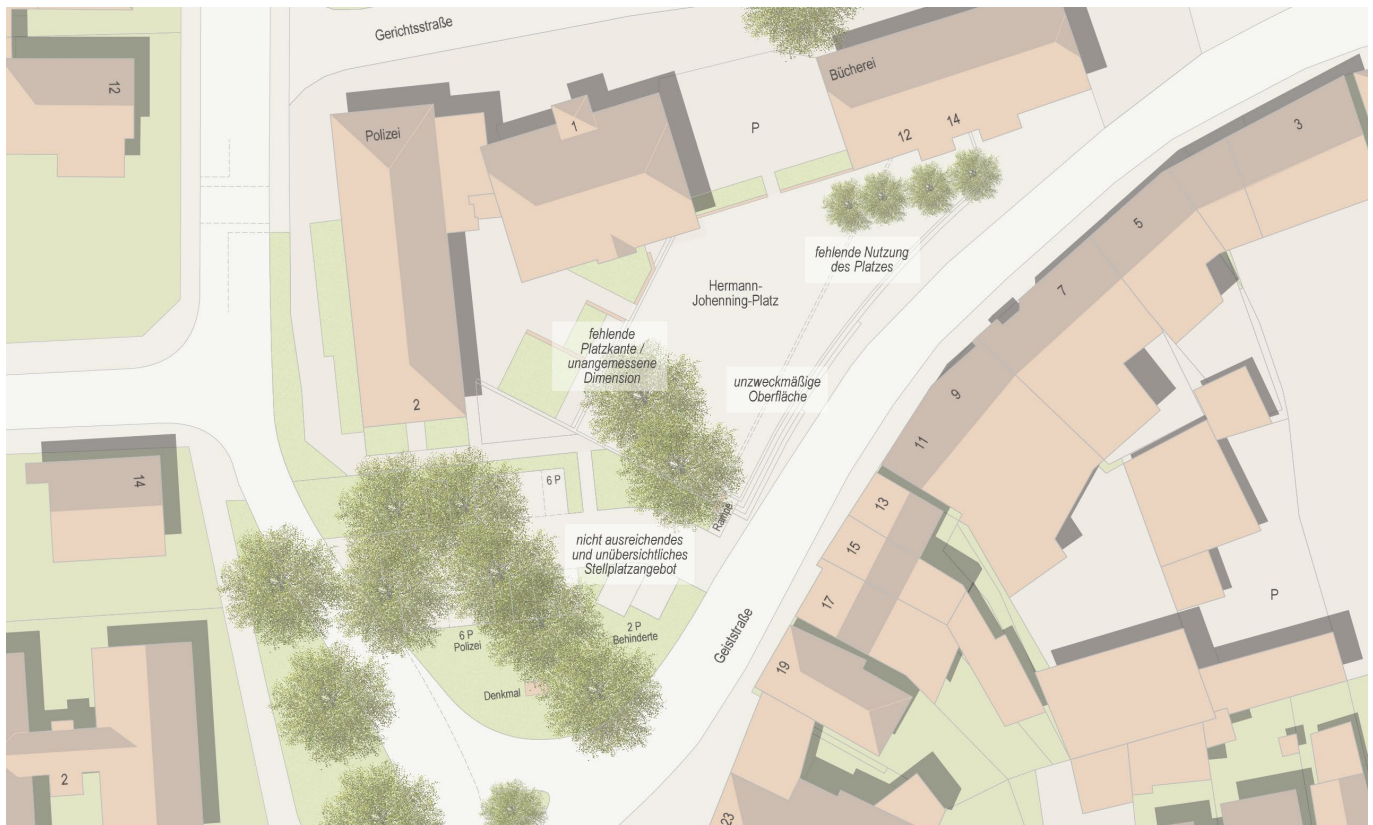 Gerichtsstraße
12
Polizei
1
P
Bücherei
12
14
3
5
7
9
11
fehlende Nutzung
des Platzes
Hermann-
Johenning-Platz
fehlende
Platzkante /
unangemessene
Dimension
unzweckmäßige
Oberfläche
2
14
6 P
Rampe
nicht ausreichendes
und unübersichtliches
Stellplatzangebot
13
15
17
19
P
6 P
Polizei
2 P
Behinderte
Geiststraße
Denkmal
2
23